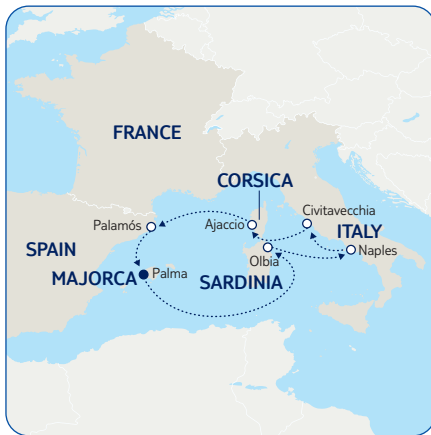 FRANCE
CORSICA
Civitavecchia
Palamós
Ajaccio
ITALY
SPAIN
Olbia
Naples
MAJORCA
Palma
SARDINIA